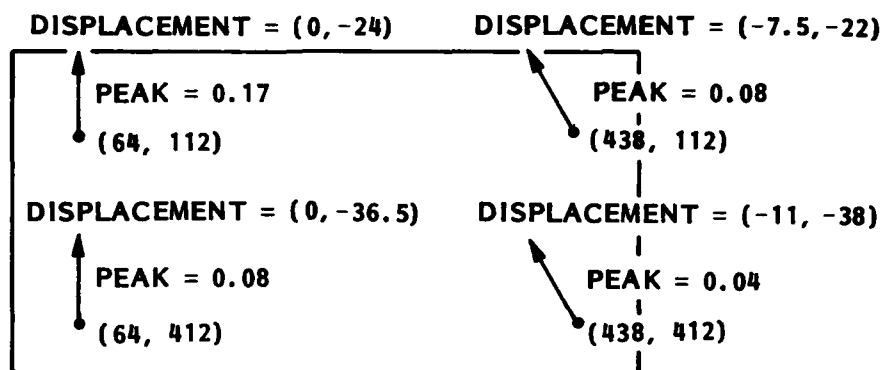 DISPLACEMENT = (0,-24)
DISPLACEMENT = (-7.5,-22)
PEAK = 0.17
PEAK = 0.08
(64, 112)
(438, 112)
DISPLACEMENT = (0,-36.5)
DISPLACEMENT = (-11, -38)
PEAK = 0.08
PEAK = 0.04
(64, 412)
(438, 412)